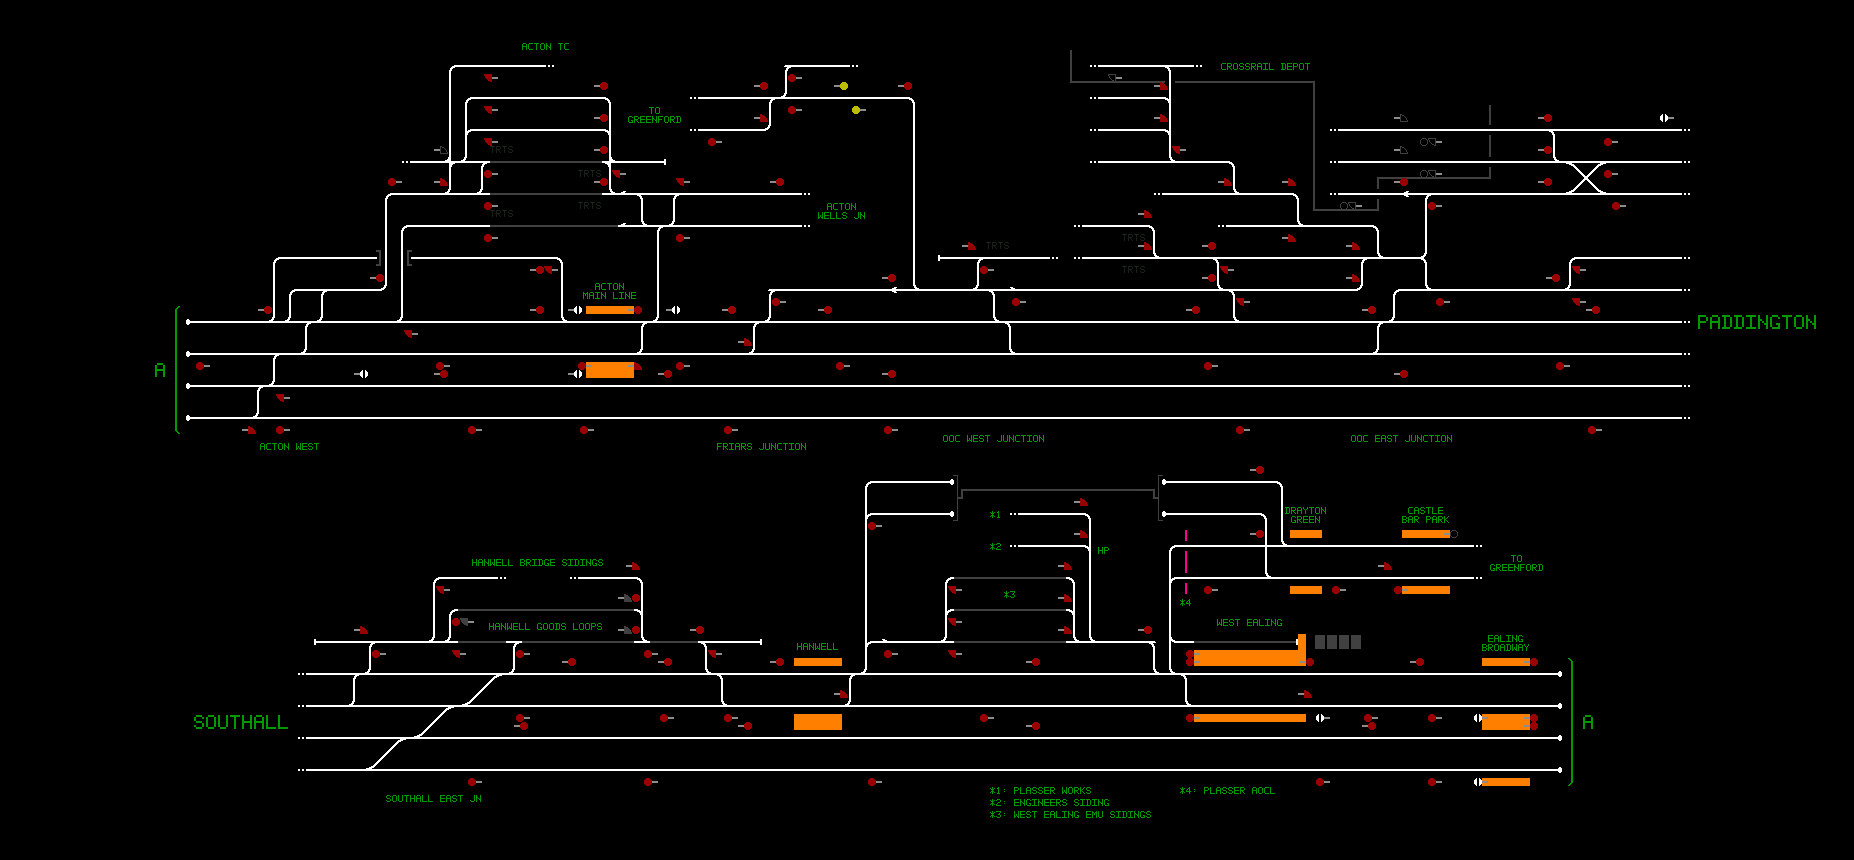 ACTON TC
CROSSRAIL DEPOT
TO
GREENFORD
TRTS
TRTS
TRTS
TRTS
ACTON
WELLS JN
TRTS
TRTS
TRTS
ACTON
MAIN LINE
PADDINGTON
A
ACTON WEST
FRIARS JUNCTION
OOC WEST JUNCTION
OOC EAST JUNCTION
*1
DRAYTON
GREEN
CASTLE
BAR PARK
*2
HP
HANWELL BRIDGE SIDINGS
TO
GREENFORD
*3
*4
HANWELL GOODS LOOPS
WEST EALING
HANWELL
EALING
BROADWAY
SOUTHALL
A
SOUTHALL EAST JN
*1: PLASSER WORKS
*4: PLASSER AOCL
*2: ENGINEERS SIDING
*3: WEST EALING EMU SIDINGS